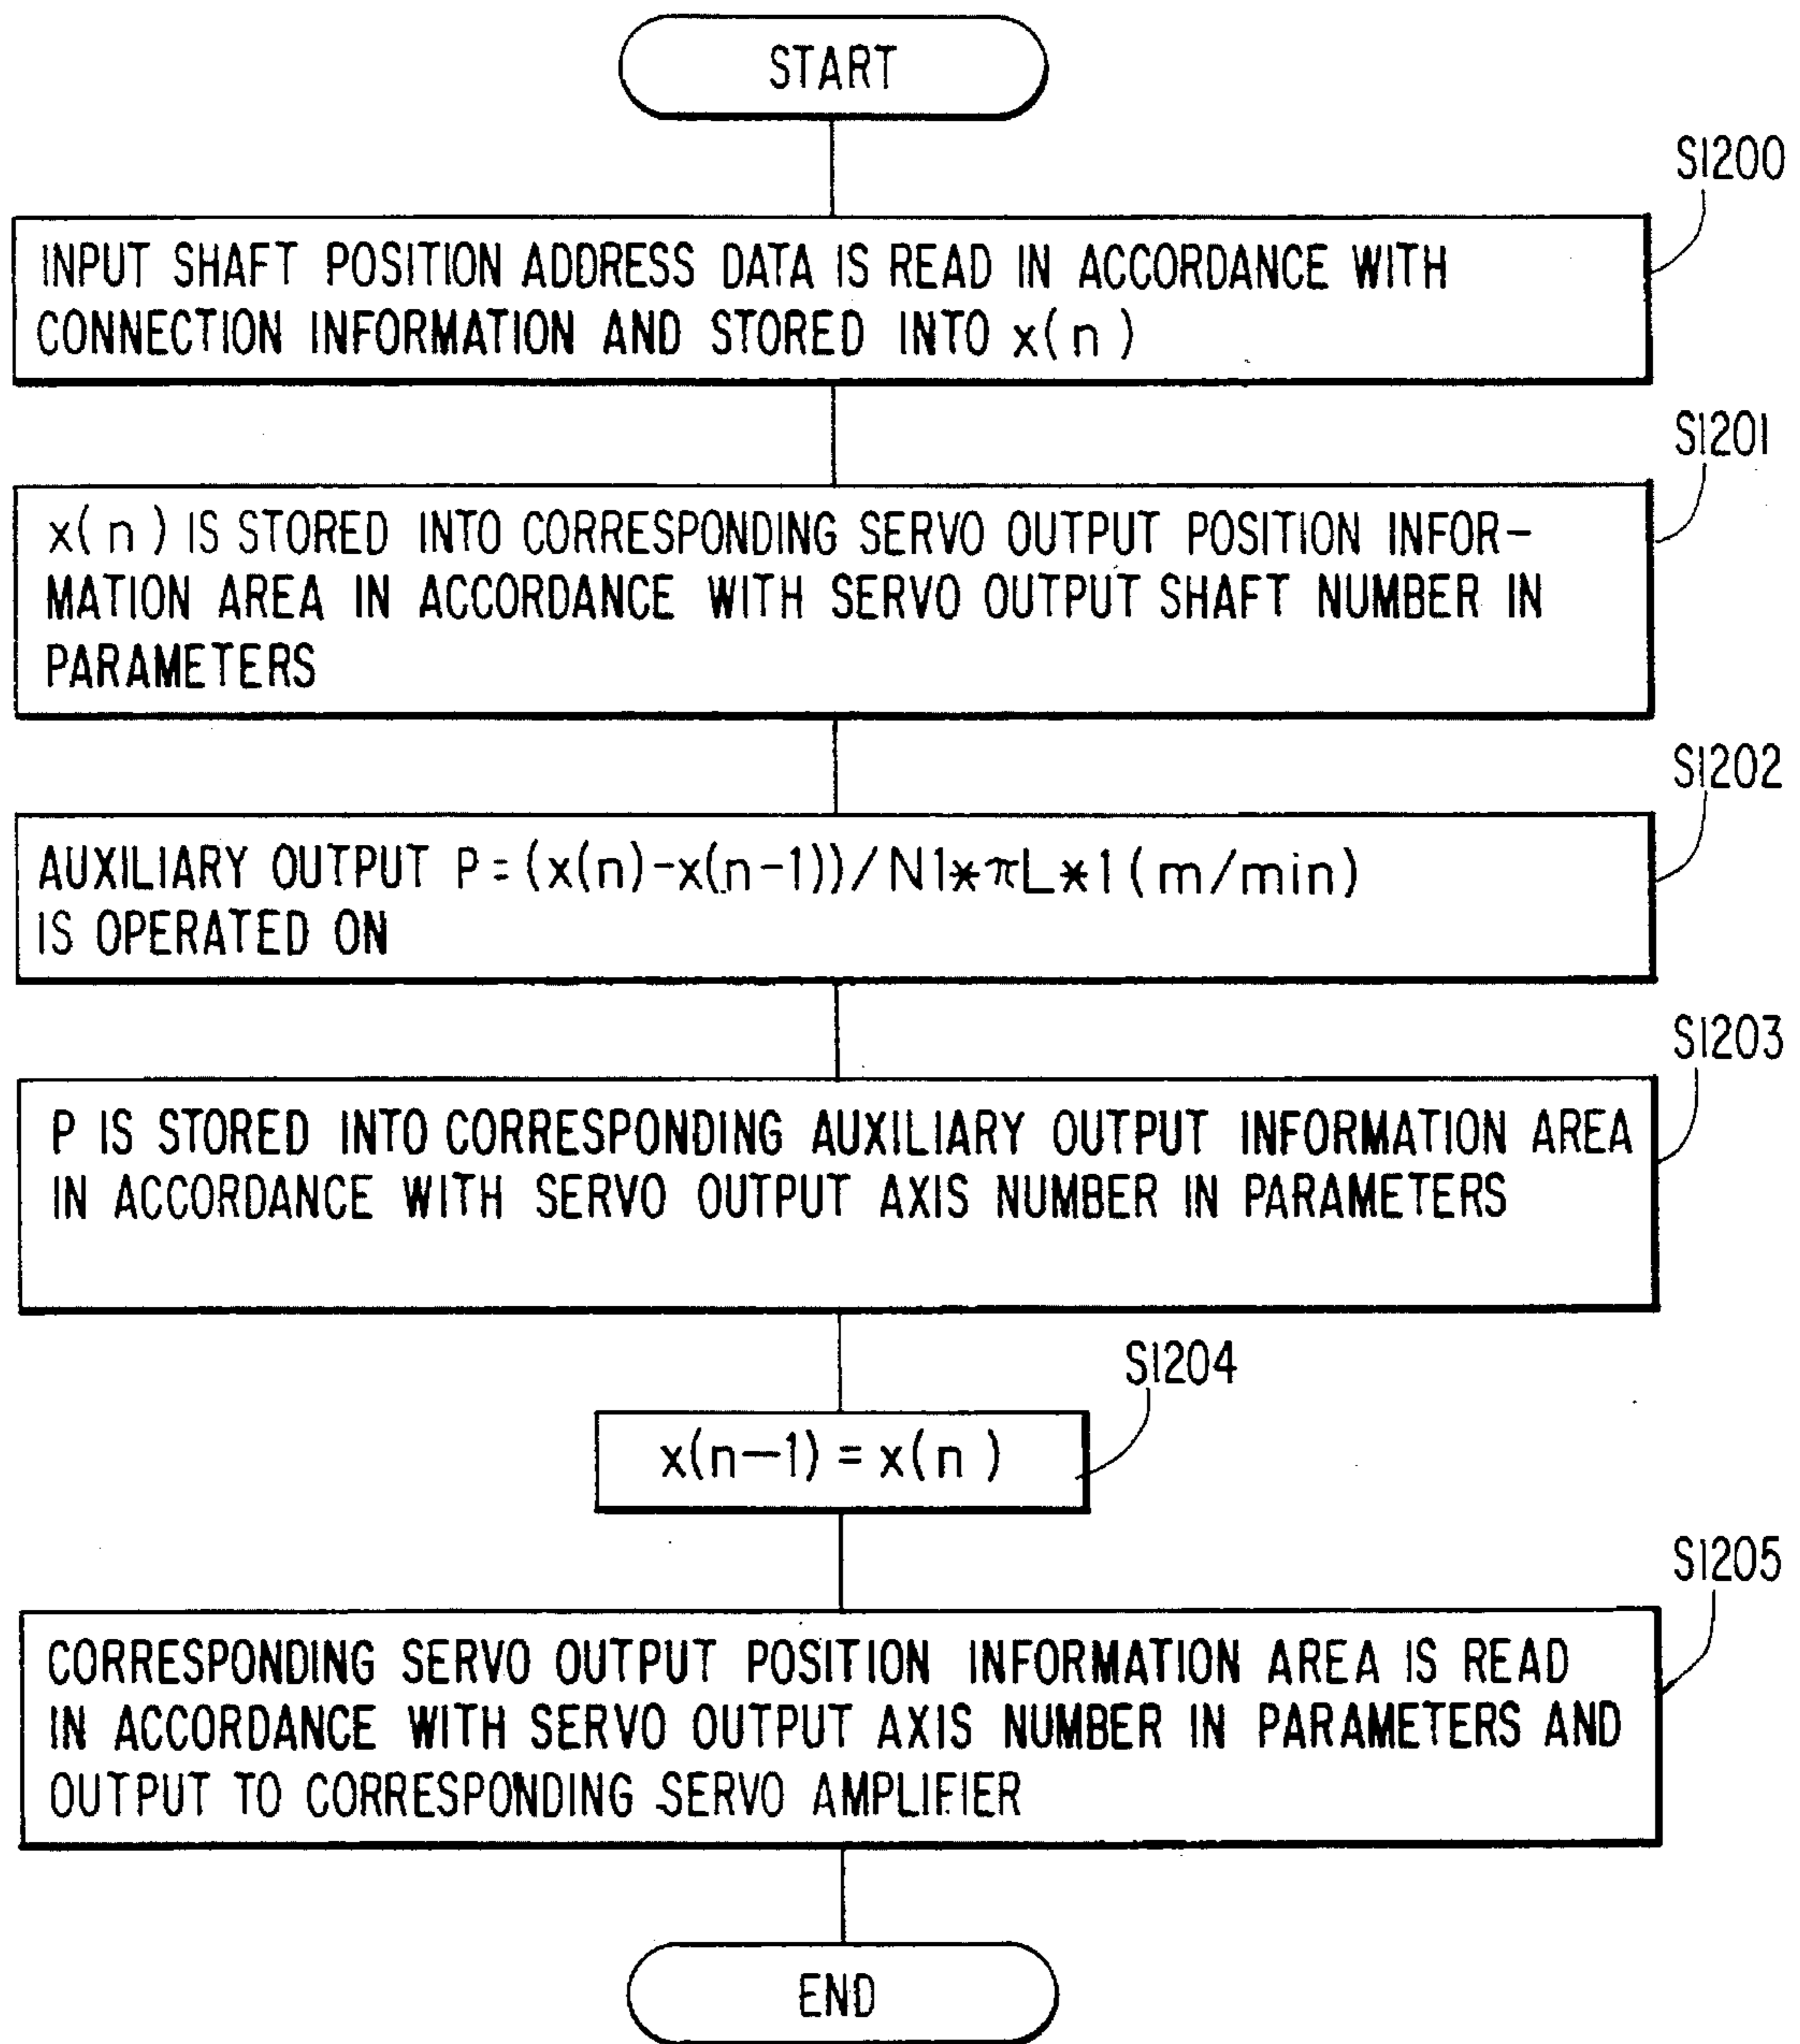 START
S1200
INPUT SHAFT POSITION ADDRESS DATA IS READ IN ACCORDANCE WITH
CONNECTION INFORMATION AND STORED INTO x(n)
S1201
x(n) IS STORED INTO CORRESPONDING SERVO OUTPUT POSITION INFOR-
MATION AREA IN ACCORDANCE WITH SERVO OUTPUT SHAFT NUMBER IN
PARAMETERS
S1202
AUXILIARY OUTPUT P=(x(n)-x(n-1))/N1*πL*1(m/min)
IS OPERATED ON
S1203
P IS STORED INTO CORRESPONDING AUXILIARY OUTPUT INFORMATION AREA
IN ACCORDANCE WITH SERVO OUTPUT AXIS NUMBER IN PARAMETERS
S1204
x(n-1)=x(n)
S1205
CORRESPONDING SERVO OUTPUT POSITION INFORMATION AREA IS READ
IN ACCORDANCE WITH SERVO OUTPUT AXIS NUMBER IN PARAMETERS AND
OUTPUT TO CORRESPONDING SERVO AMPLIFIER
END